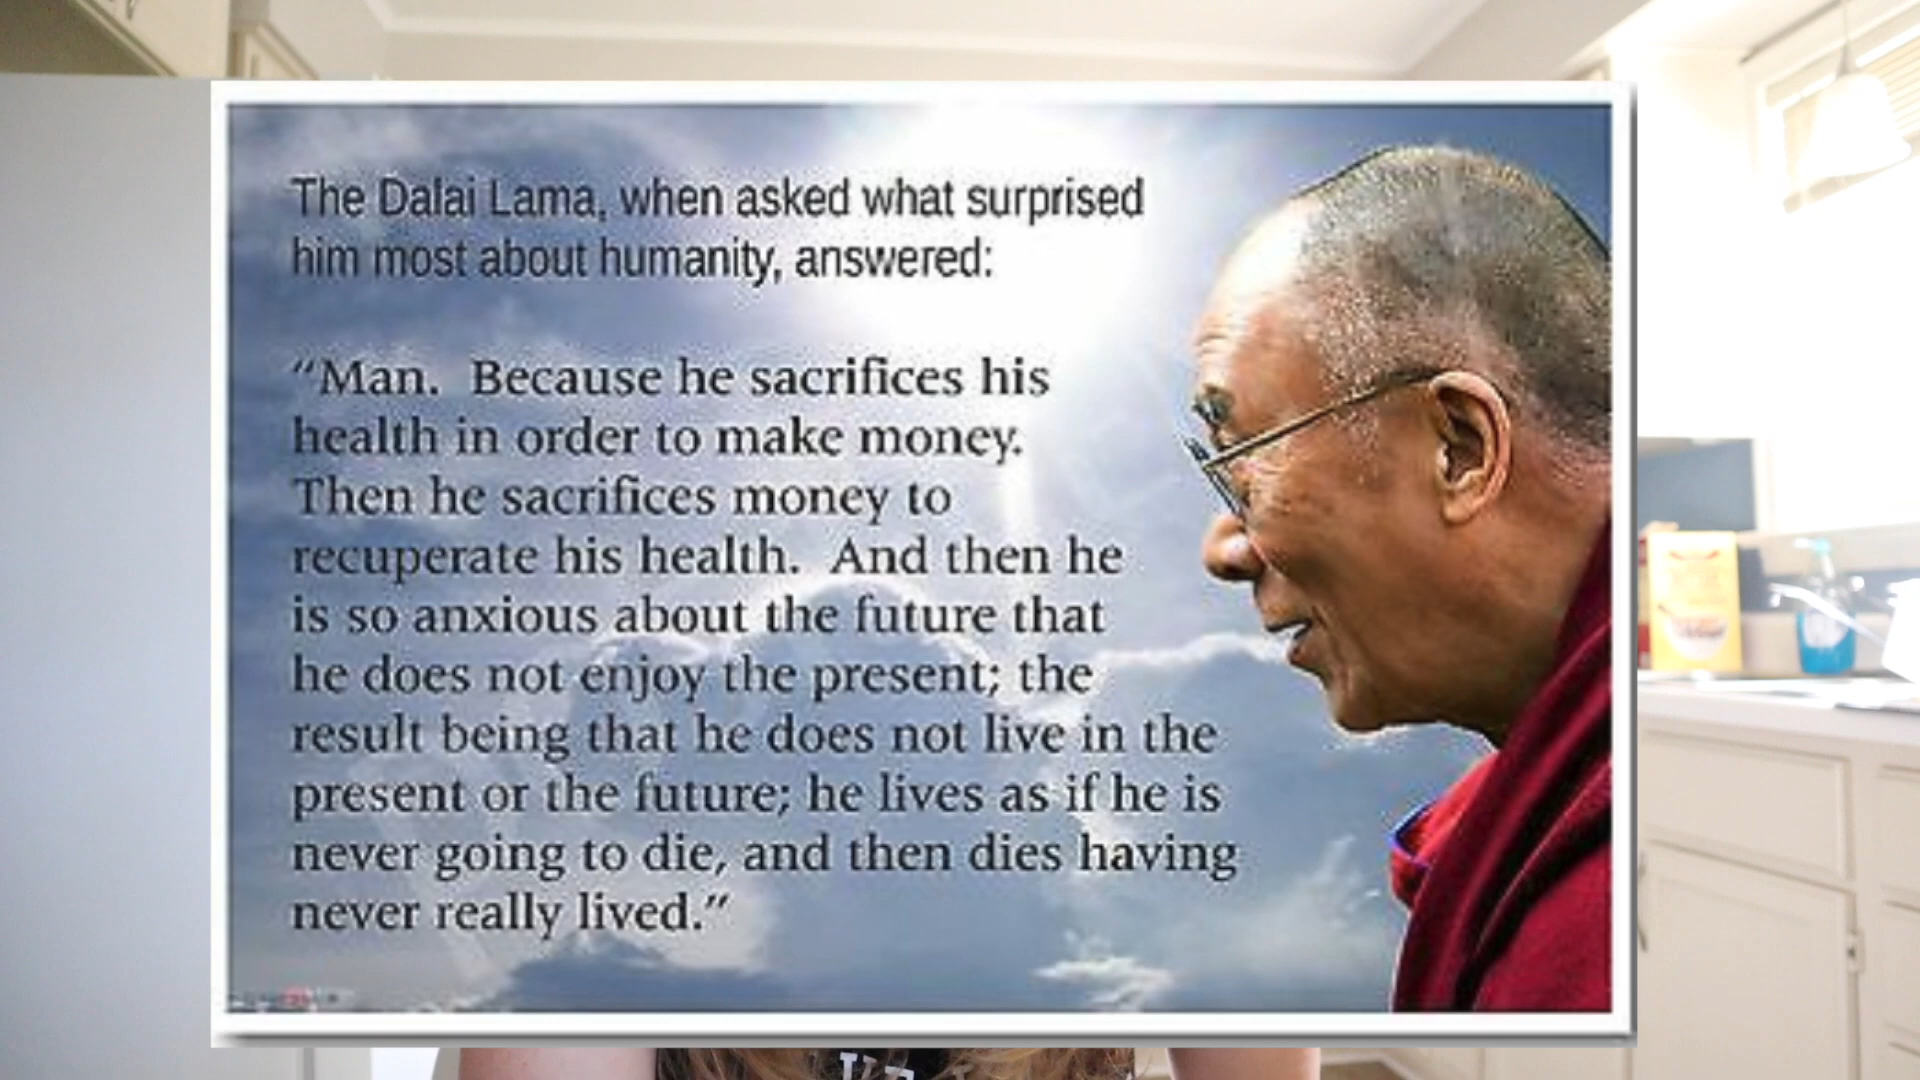 The Dalai Lama, when asked what surprised
him most about humanity, answered:
“Man. Because he sacrifices his
health in order to make money.
Then he sacrifices money to
recuperate his health. And then he
is so anxious about the future that
he does not enjoy the present; the
result being that he does not live in the
present or the future; he lives as if he is
never going to die, and then dies having
never really lived.”